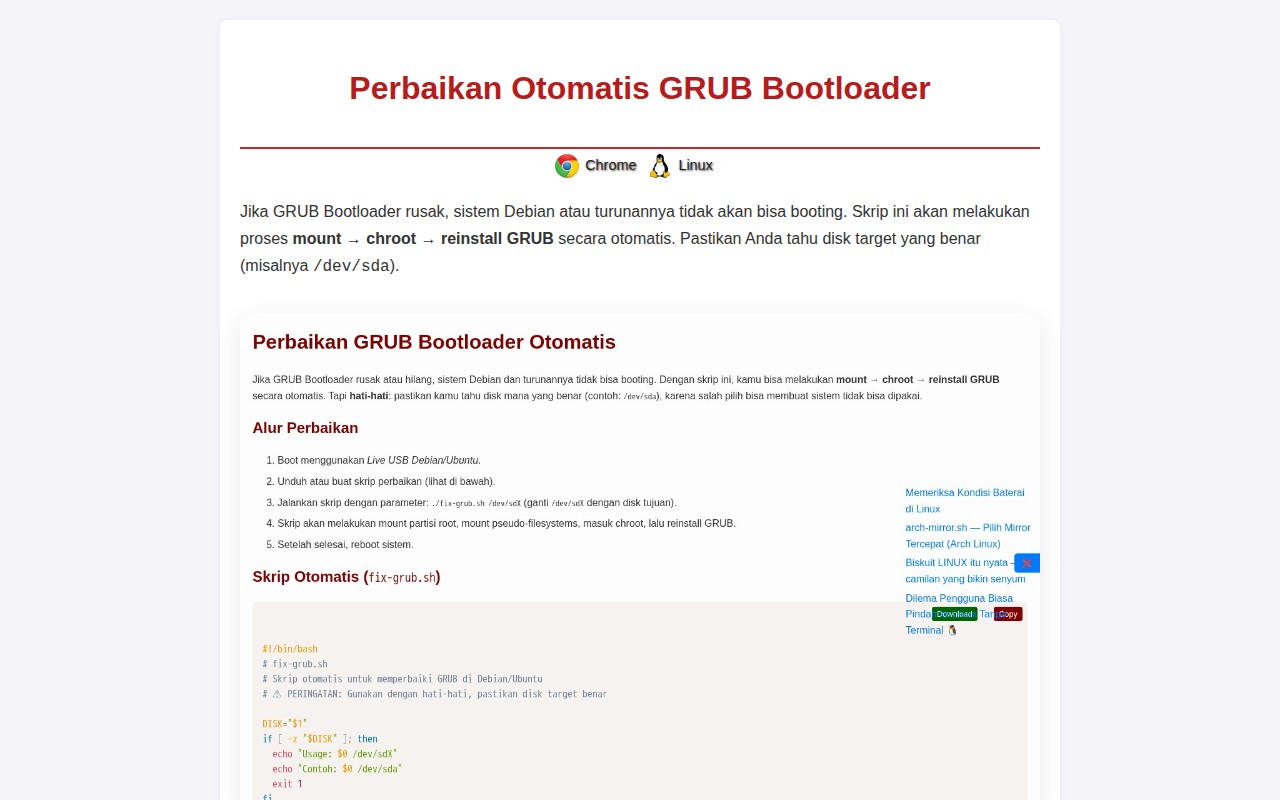 Perbaikan Otomatis GRUB Bootloader
Chrome Linux
Jika GRUB Bootloader rusak, sistem Debian atau turunannya tidak akan bisa booting. Skrip ini akan melakukan
proses mount → chroot → reinstall GRUB secara otomatis. Pastikan Anda tahu disk target yang benar
(misalnya /dev/sda).
Perbaikan GRUB Bootloader Otomatis
Jika GRUB Bootloader rusak atau hilang, sistem Debian dan turunannya tidak bisa booting. Dengan skrip ini, kamu bisa melakukan mount → chroot → reinstall GRUB
secara otomatis. Tapi hati-hati: pastikan kamu tahu disk mana yang benar (contoh: /dev/sda), karena salah pilih bisa membuat sistem tidak bisa dipakai.
Alur Perbaikan
1. Boot menggunakan Live USB Debian/Ubuntu.
2. Unduh atau buat skrip perbaikan (lihat di bawah).
3. Jalankan skrip dengan parameter: ./fix-grub.sh /dev/sdX (ganti /dev/sdX dengan disk tujuan).
4. Skrip akan melakukan mount partisi root, mount pseudo-filesystems, masuk chroot, lalu reinstall GRUB.
5. Setelah selesai, reboot sistem.
Memeriksa Kondisi Baterai
di Linux
arch-mirror.sh — Pilih Mirror
Tercepat (Arch Linux)
Biskuit LINUX itu nyata –
camilan yang bikin senyum
Dilema Pengguna Biasa
Terminal 🐧
Skrip Otomatis (fix-grub.sh)
Download Copy
#!/bin/bash
# fix-grub.sh
# Skrip otomatis untuk memperbaiki GRUB di Debian/Ubuntu
# ⚠ PERINGATAN: Gunakan dengan hati-hati, pastikan disk target benar
DISK="$1"
if [ -z "$DISK" ]; then
echo "Usage: $0 /dev/sdX"
echo "Contoh: $0 /dev/sda"
exit 1
fi